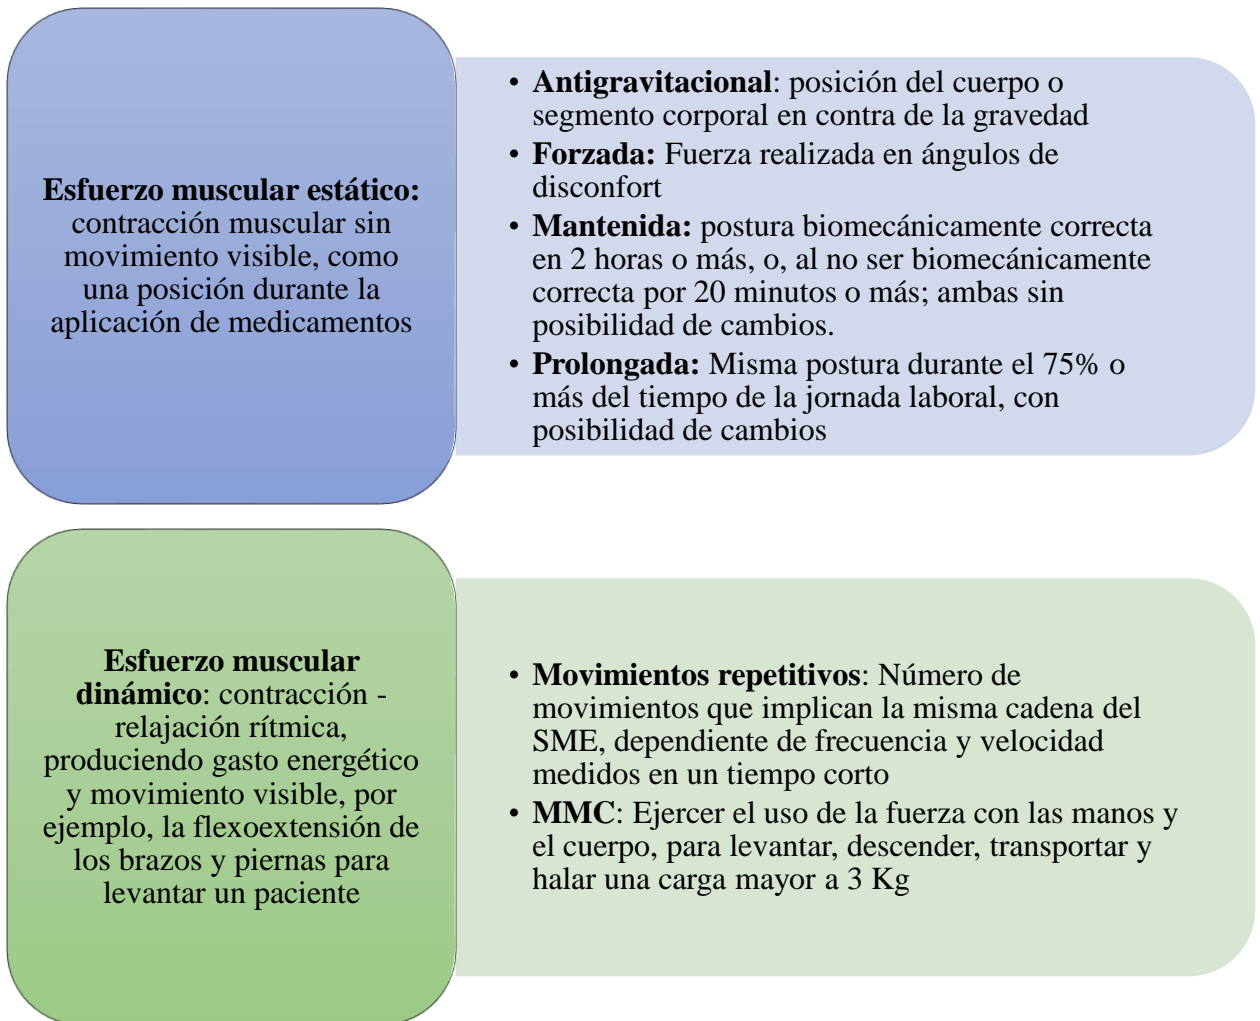 Esfuerzo muscular estático:
contracción muscular sin
movimiento visible, como
una posición durante la
aplicación de medicamentos
• Antigravitacional: posición del cuerpo o
segmento corporal en contra de la gravedad
• Forzada: Fuerza realizada en ángulos de
disconfort
• Mantenida: postura biomecánicamente correcta
en 2 horas o más, o, al no ser biomecánicamente
correcta por 20 minutos o más; ambas sin
posibilidad de cambios.
• Prolongada: Misma postura durante el 75% o
más del tiempo de la jornada laboral, con
posibilidad de cambios
Esfuerzo muscular
dinámico: contracción -
relajación rítmica,
produciendo gasto energético
y movimiento visible, por
ejemplo, la flexoextensión de
los brazos y piernas para
levantar un paciente
• Movimientos repetitivos: Número de
movimientos que implican la misma cadena del
SME, dependiente de frecuencia y velocidad
medidos en un tiempo corto
• MMC: Ejercer el uso de la fuerza con las manos y
el cuerpo, para levantar, descender, transportar y
halar una carga mayor a 3 Kg